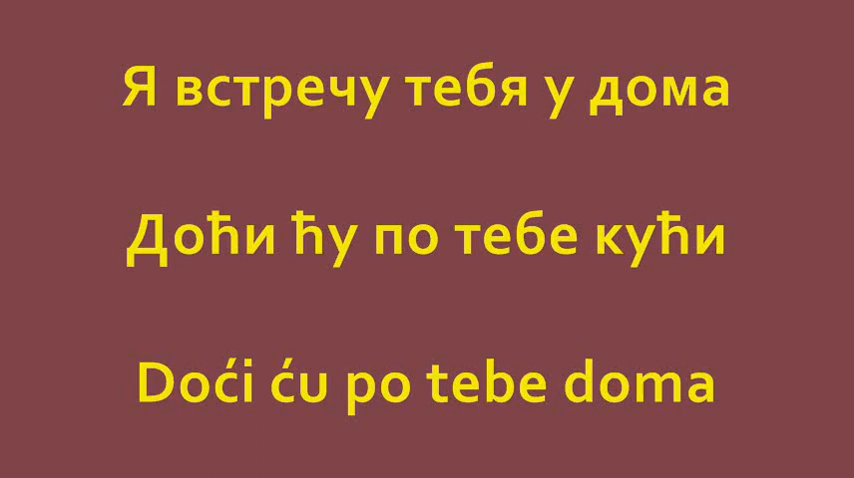 Я встречу тебя у дома
Доћи ћу по тебе кући
Doći ću po tebe doma